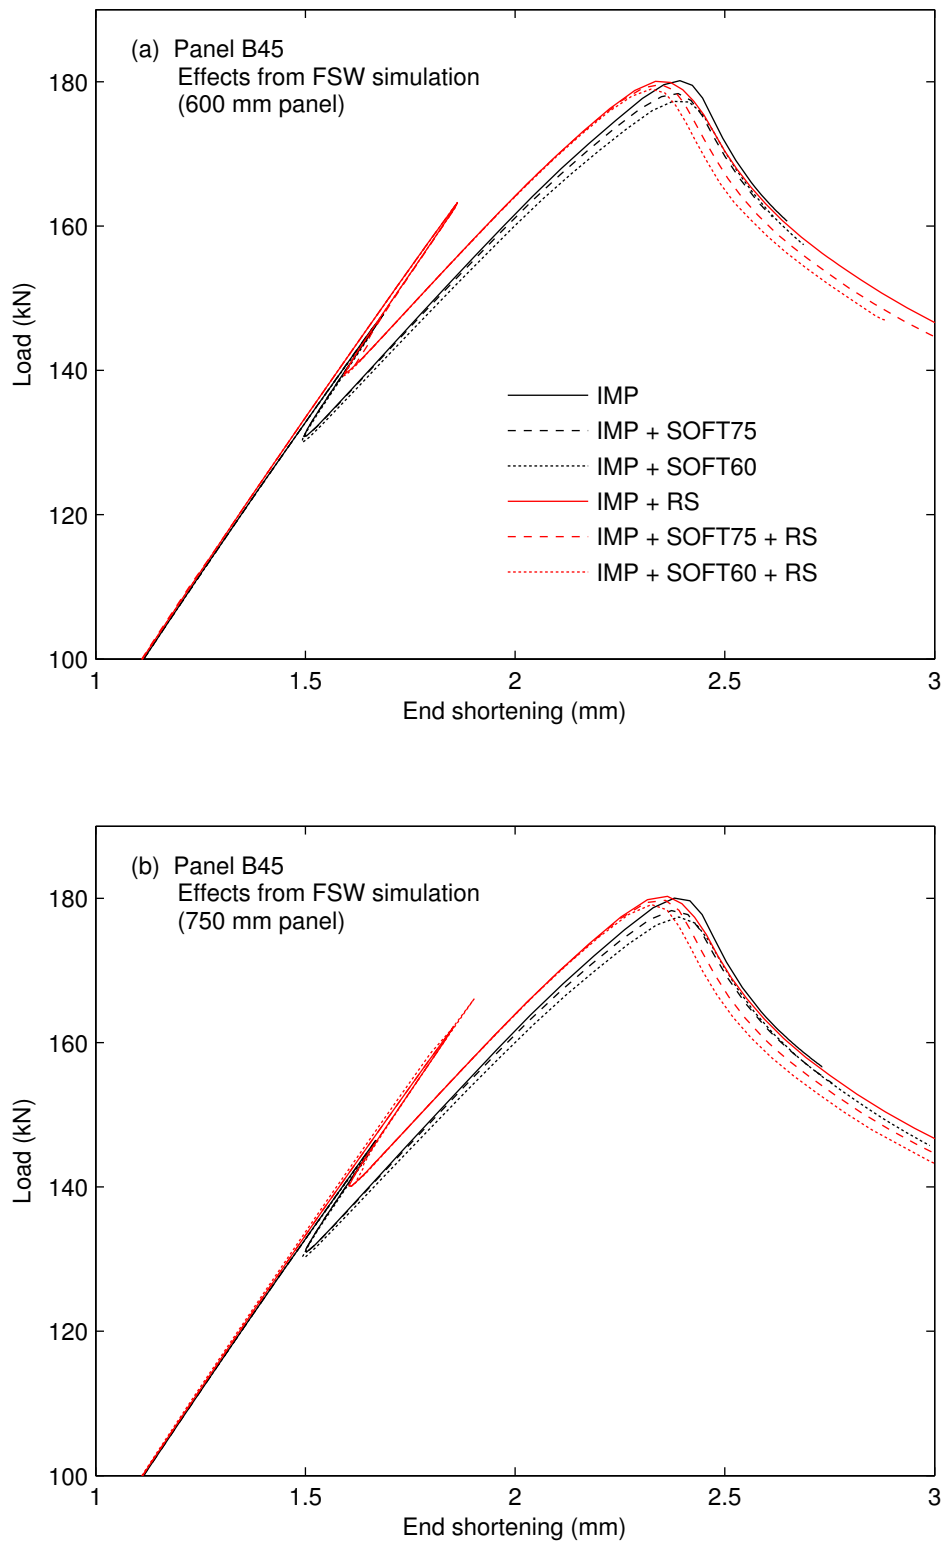 (a) Panel B45
Effects from FSW simulation
(600 mm panel)
180
160
140
120
100
Load (kN)
IMP
IMP + SOFT75
IMP + SOFT60
IMP + RS
IMP + SOFT75 + RS
IMP + SOFT60 + RS
1 1.5 2 2.5 3
End shortening (mm)
(b) Panel B45
Effects from FSW simulation
(750 mm panel)
180
160
140
120
100
Load (kN)
1 1.5 2 2.5 3
End shortening (mm)